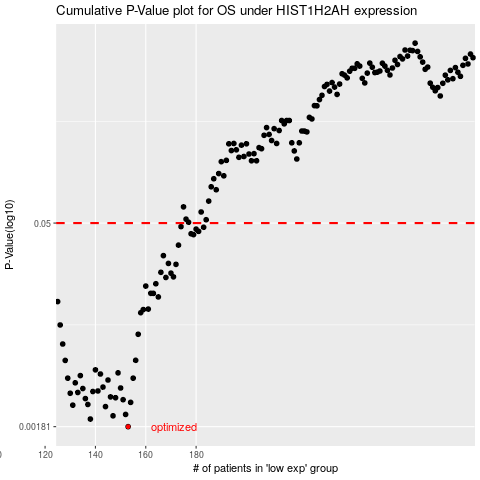 Cumulative P-Value plot for OS under HIST1H2AH expression
P-Value(log10)
0.05
0.00181
optimized
0 120 140 160 180
# of patients in 'low exp' group